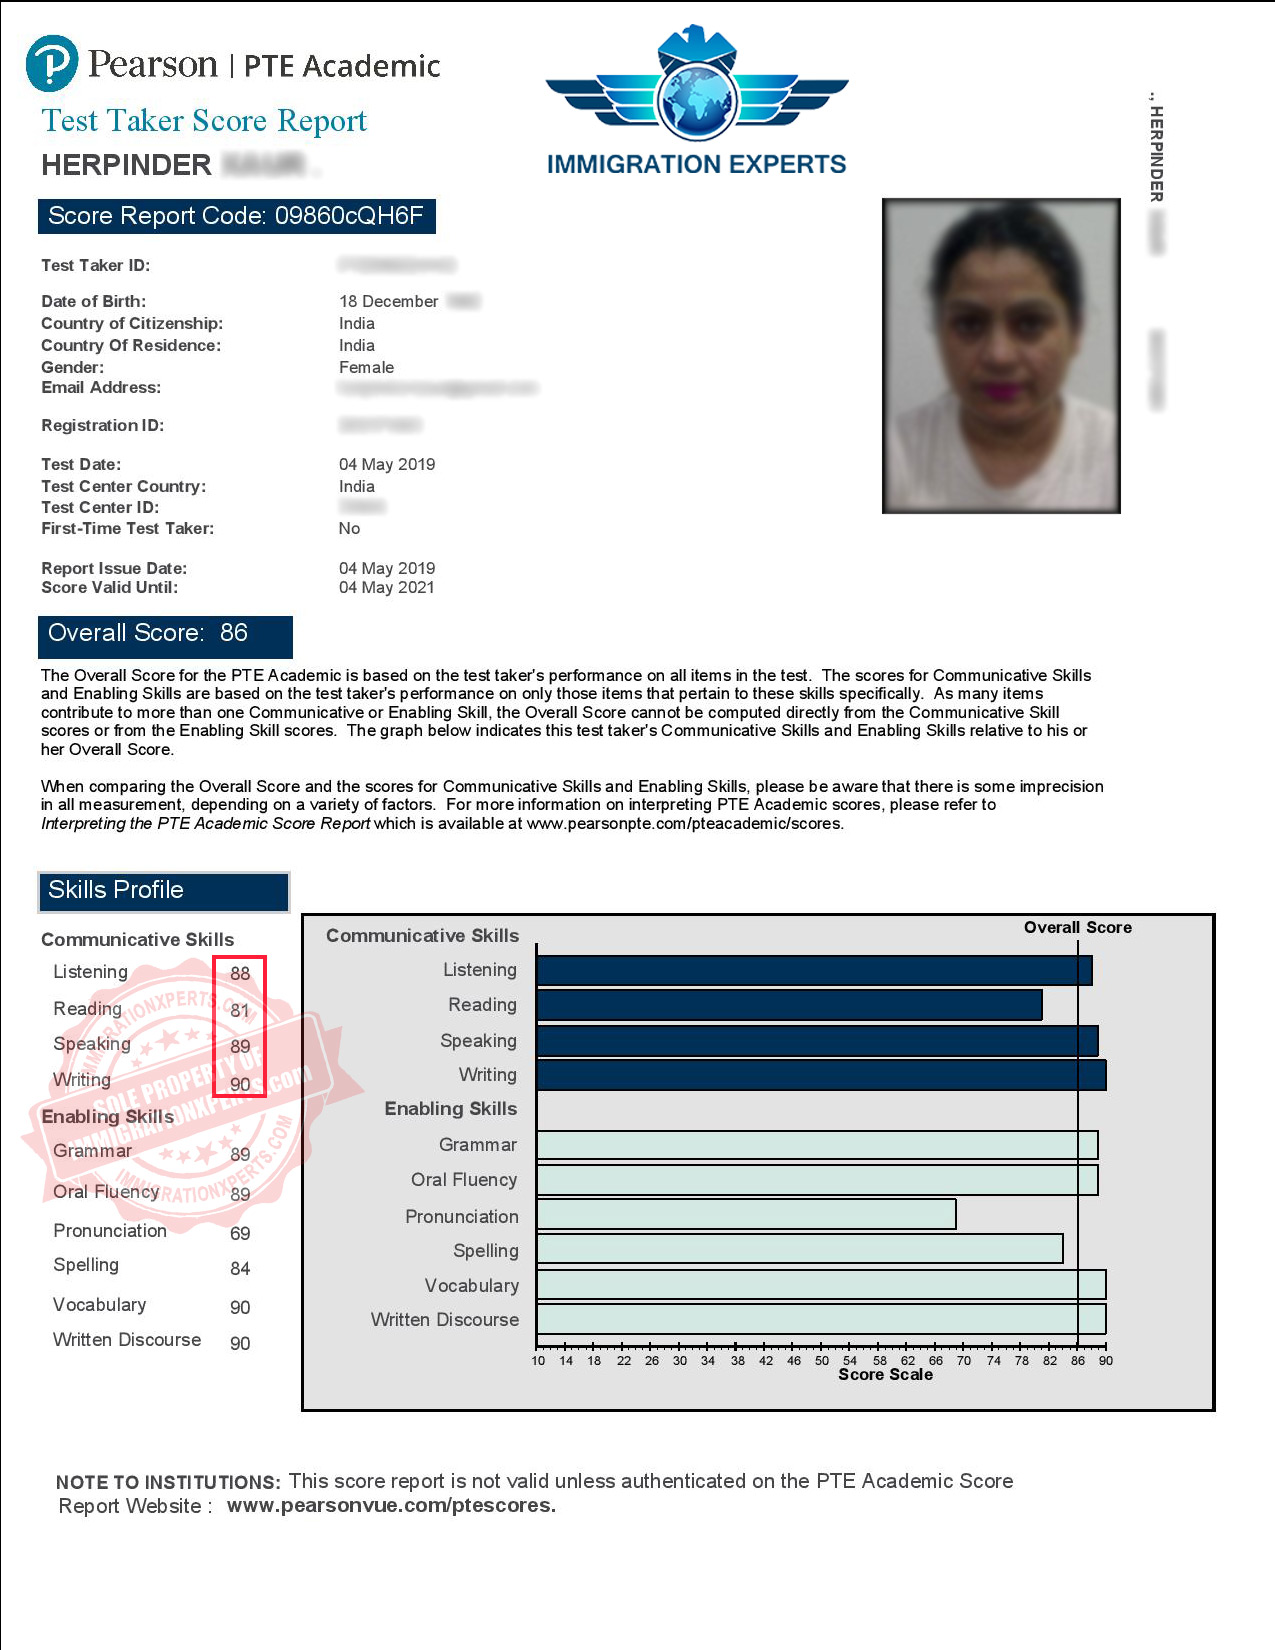 Pearson | PTE Academic
Test Taker Score Report
HERPINDER
IMMIGRATION EXPERTS
., HERPINDER
Score Report Code: 09860cQH6F
Test Taker ID:
Date of Birth: 18 December
Country of Citizenship: India
Country Of Residence: India
Gender: Female
Email Address:
Registration ID:
Test Date: 04 May 2019
Test Center Country: India
Test Center ID:
First-Time Test Taker: No
Report Issue Date: 04 May 2019
Score Valid Until: 04 May 2021
Overall Score: 86
The Overall Score for the PTE Academic is based on the test taker's performance on all items in the test. The scores for Communicative Skills
and Enabling Skills are based on the test taker's performance on only those items that pertain to these skills specifically. As many items
contribute to more than one Communicative or Enabling Skill, the Overall Score cannot be computed directly from the Communicative Skill
scores or from the Enabling Skill scores. The graph below indicates this test taker's Communicative Skills and Enabling Skills relative to his or
her Overall Score.
When comparing the Overall Score and the scores for Communicative Skills and Enabling Skills, please be aware that there is some imprecision
in all measurement, depending on a variety of factors. For more information on interpreting PTE Academic scores, please refer to
Interpreting the PTE Academic Score Report which is available at www.pearsonpte.com/pteacademic/scores.
Skills Profile
Communicative Skills
Listening 88
Reading 81
Speaking 89
Writing 90
Enabling Skills
Grammar 89
Oral Fluency 89
Pronunciation 69
Spelling 84
Vocabulary 90
Written Discourse 90
IMMIGRATIONXPERTS.COM
SOLE PROPERTY OF
IMMIGRATIONXPERTS.com
IMMIGRATIONXPERTS.COM
Communicative Skills
Overall Score
Listening
Reading
Speaking
Writing
Enabling Skills
Grammar
Oral Fluency
Pronunciation
Spelling
Vocabulary
Written Discourse
10 14 18 22 26 30 34 38 42 46 50 54 58 62 66 70 74 78 82 86 90
Score Scale
NOTE TO INSTITUTIONS: This score report is not valid unless authenticated on the PTE Academic Score
Report Website : www.pearsonvue.com/ptescores.